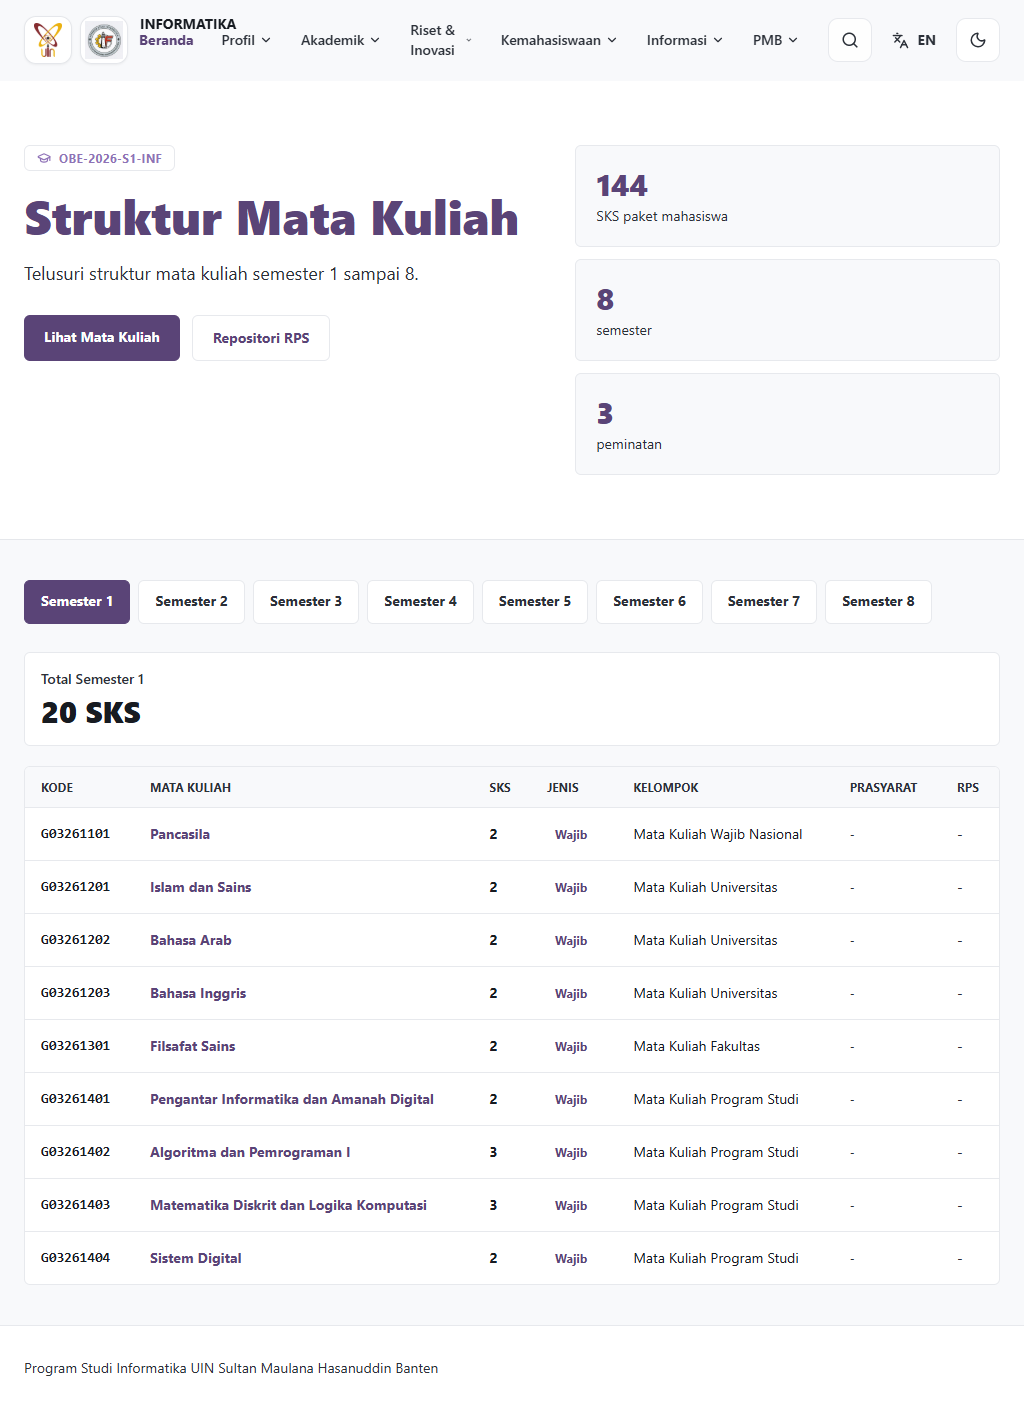 UIN
INFORMATIKA
Beranda
Profil
Akademik
Riset &
Inovasi
Kemahasiswaan
Informasi
PMB
EN
OBE-2026-S1-INF
Struktur Mata Kuliah
Telusuri struktur mata kuliah semester 1 sampai 8.
Lihat Mata Kuliah
Repositori RPS
144
SKS paket mahasiswa
8
semester
3
peminatan
Semester 1
Semester 2
Semester 3
Semester 4
Semester 5
Semester 6
Semester 7
Semester 8
Total Semester 1
20 SKS
KODE MATA KULIAH SKS JENIS KELOMPOK PRASYARAT RPS
G03261101 Pancasila 2 Wajib Mata Kuliah Wajib Nasional - -
G03261201 Islam dan Sains 2 Wajib Mata Kuliah Universitas - -
G03261202 Bahasa Arab 2 Wajib Mata Kuliah Universitas - -
G03261203 Bahasa Inggris 2 Wajib Mata Kuliah Universitas - -
G03261301 Filsafat Sains 2 Wajib Mata Kuliah Fakultas - -
G03261401 Pengantar Informatika dan Amanah Digital 2 Wajib Mata Kuliah Program Studi - -
G03261402 Algoritma dan Pemrograman I 3 Wajib Mata Kuliah Program Studi - -
G03261403 Matematika Diskrit dan Logika Komputasi 3 Wajib Mata Kuliah Program Studi - -
G03261404 Sistem Digital 2 Wajib Mata Kuliah Program Studi - -
Program Studi Informatika UIN Sultan Maulana Hasanuddin Banten